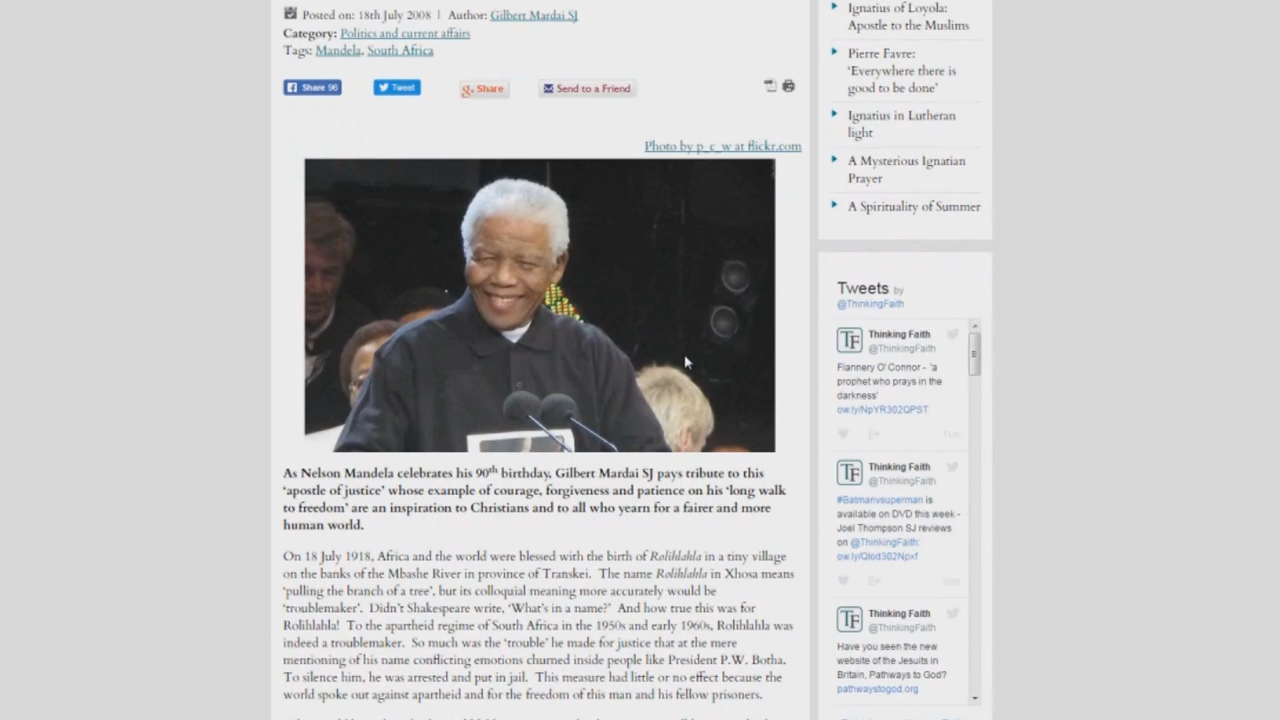 Posted on: 18th July 2008 | Author: Gilbert Mardai SJ
Category: Politics and current affairs
Tags: Mandela, South Africa
Share 96
Tweet
Share
Send to a Friend
Photo by p_c_w at flickr.com
As Nelson Mandela celebrates his 90th birthday, Gilbert Mardai SJ pays tribute to this
‘apostle of justice’ whose example of courage, forgiveness and patience on his ‘long walk
to freedom’ are an inspiration to Christians and to all who yearn for a fairer and more
human world.
On 18 July 1918, Africa and the world were blessed with the birth of Rolihlahla in a tiny village
on the banks of the Mbashe River in province of Transkei. The name Rolihlahla in Xhosa means
‘pulling the branch of a tree’, but its colloquial meaning more accurately would be
‘troublemaker’. Didn’t Shakespeare write, ‘What’s in a name?’ And how true this was for
Rolihlahla! To the apartheid regime of South Africa in the 1950s and early 1960s, Rolihlahla was
indeed a troublemaker. So much was the ‘trouble’ he made for justice that at the mere
mentioning of his name conflicting emotions churned inside people like President P.W. Botha.
To silence him, he was arrested and put in jail. This measure had little or no effect because the
world spoke out against apartheid and for the freedom of this man and his fellow prisoners.
Ignatius of Loyola:
Apostle to the Muslims
Pierre Favre:
‘Everywhere there is
good to be done’
Ignatius in Lutheran
light
A Mysterious Ignatian
Prayer
A Spirituality of Summer
Tweets by
@ThinkingFaith
TF
Thinking Faith
@ThinkingFaith
Flannery O' Connor - 'a
prophet who prays in the
darkness'
ow.ly/NpYR302QPST
TF
Thinking Faith
@ThinkingFaith
#Batmanvsuperman is
available on DVD this week -
Joel Thompson SJ reviews
on @ThinkingFaith:
ow.ly/Qlod302Npxf
TF
Thinking Faith
@ThinkingFaith
Have you seen the new
website of the Jesuits in
Britain, Pathways to God?
pathwaystogod.org